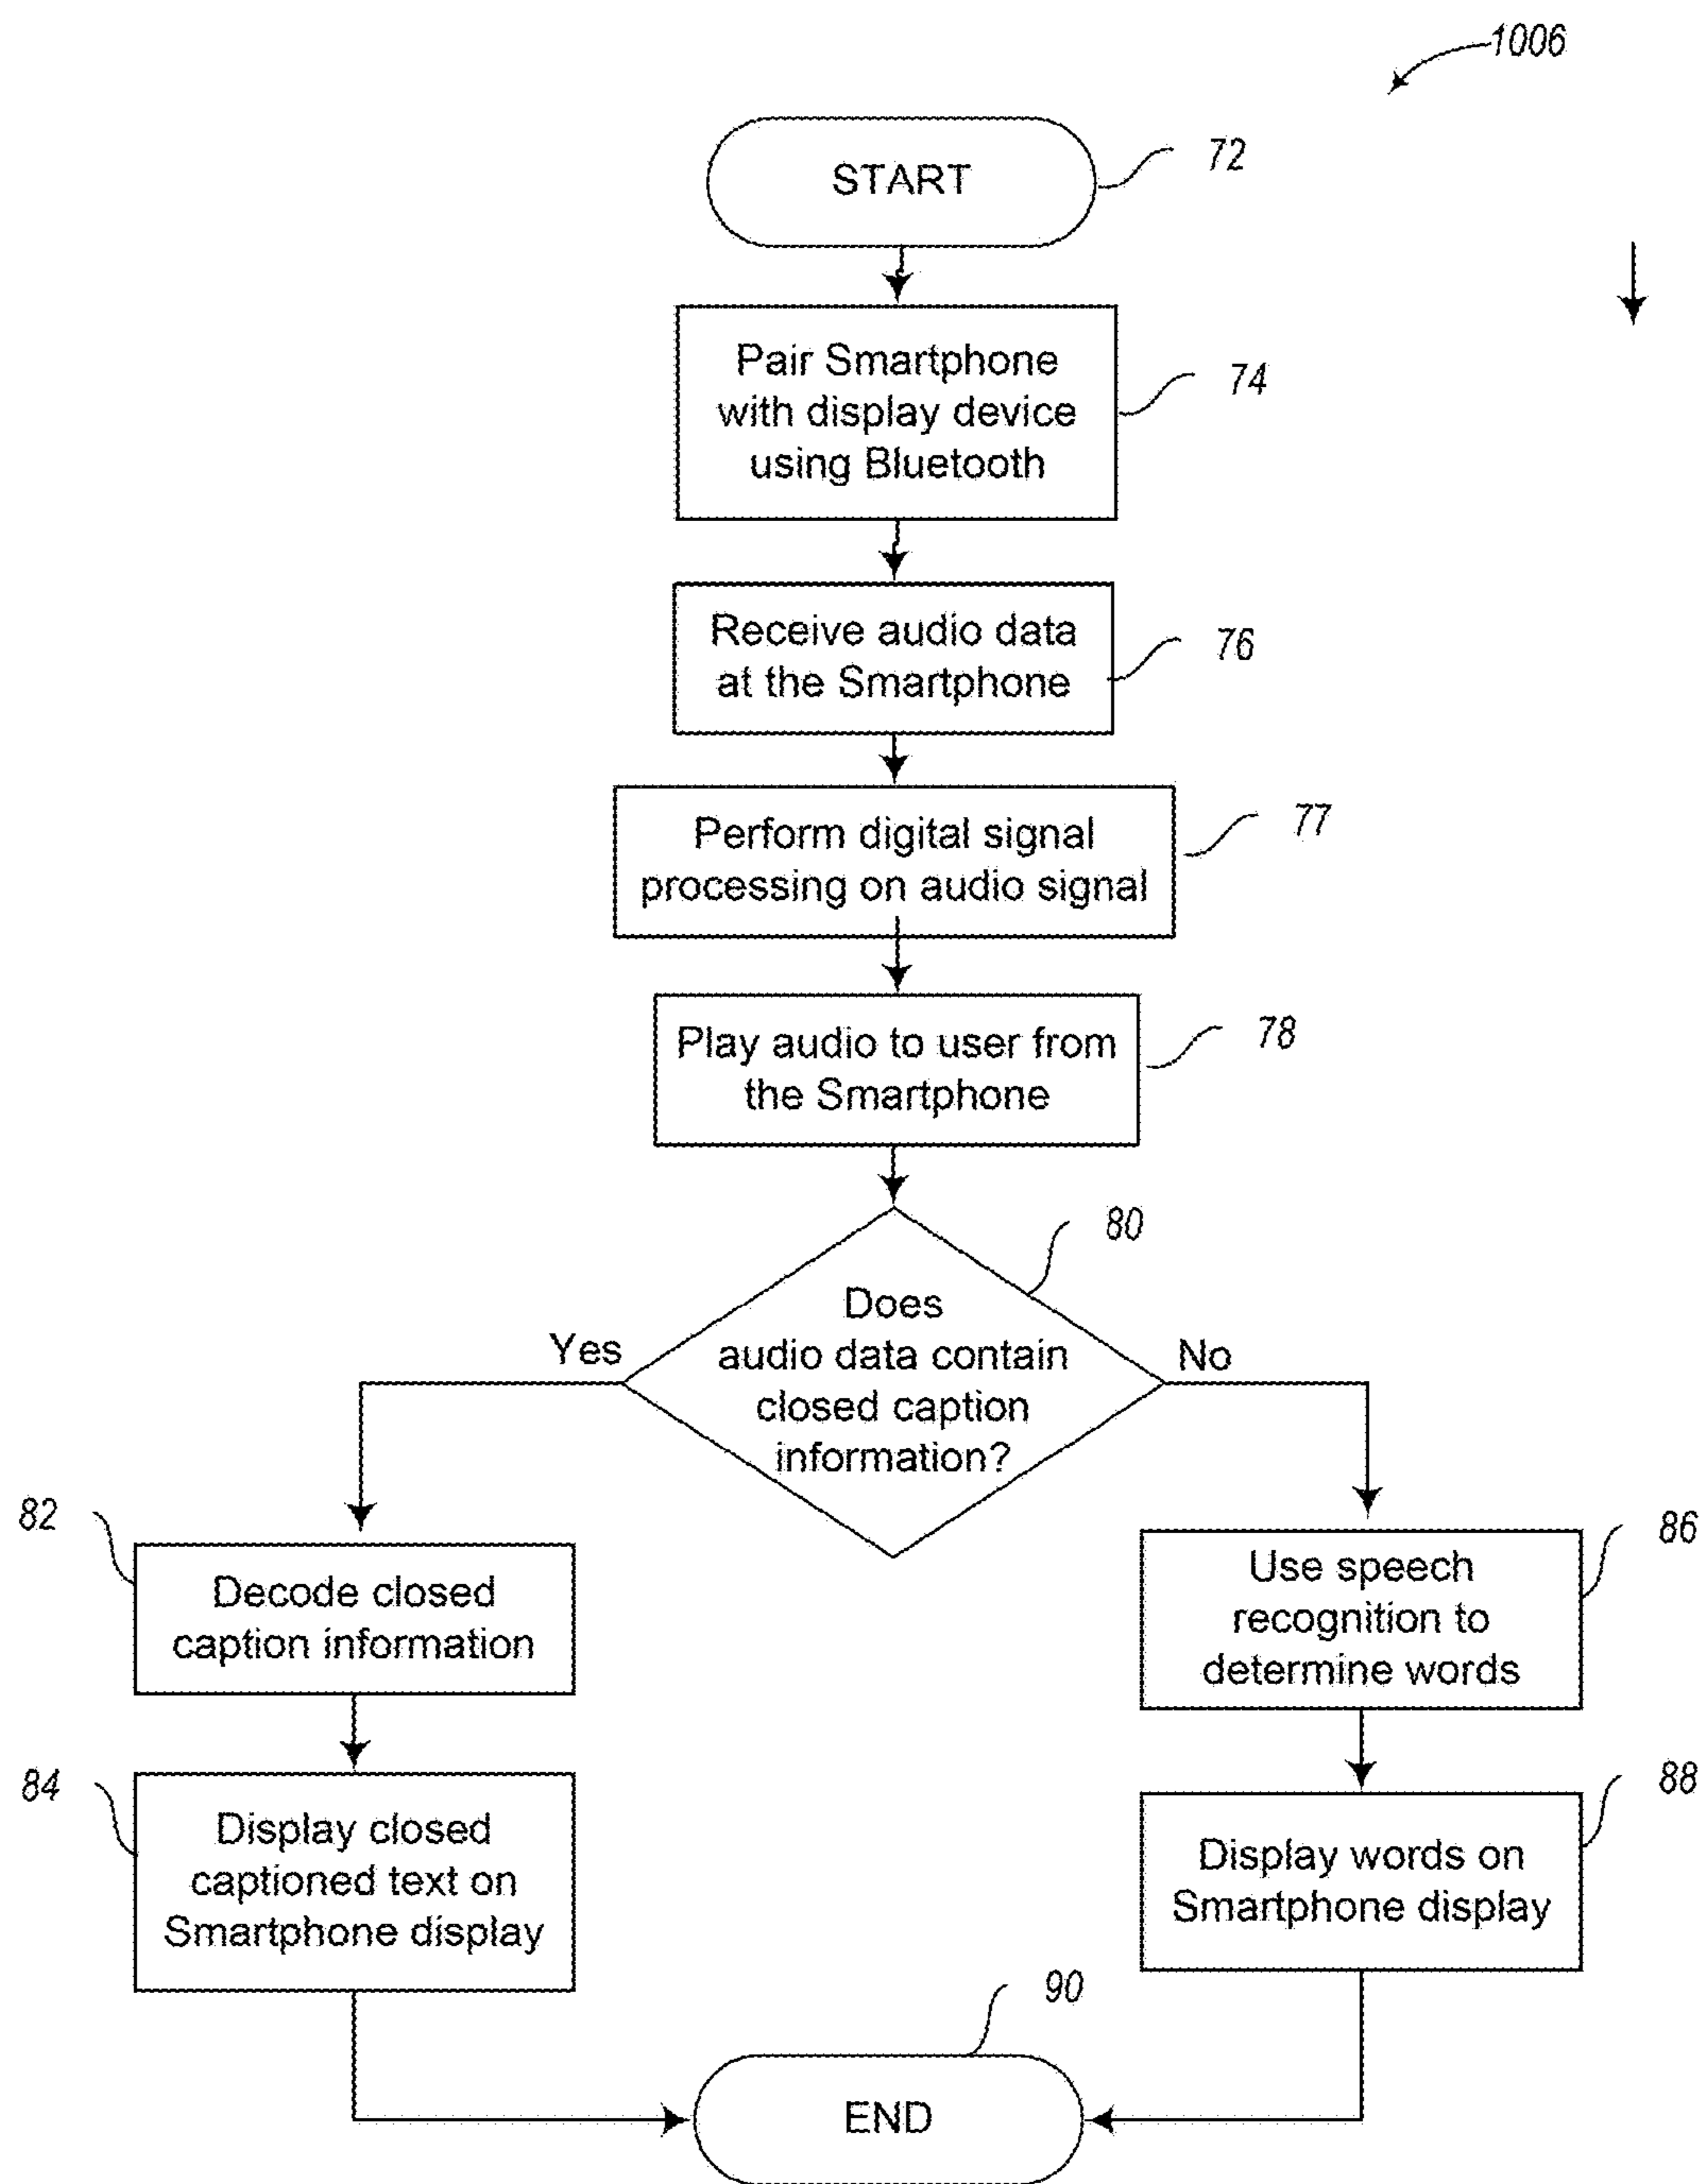 1006
START
72
Pair Smartphone
with display device
using Bluetooth
74
Receive audio data
at the Smartphone
76
Perform digital signal
processing on audio signal
77
Play audio to user from
the Smartphone
78
80
Does
audio data contain
closed caption
information?
Yes
No
82
Decode closed
caption information
86
Use speech
recognition to
determine words
84
Display closed
captioned text on
Smartphone display
88
Display words on
Smartphone display
90
END